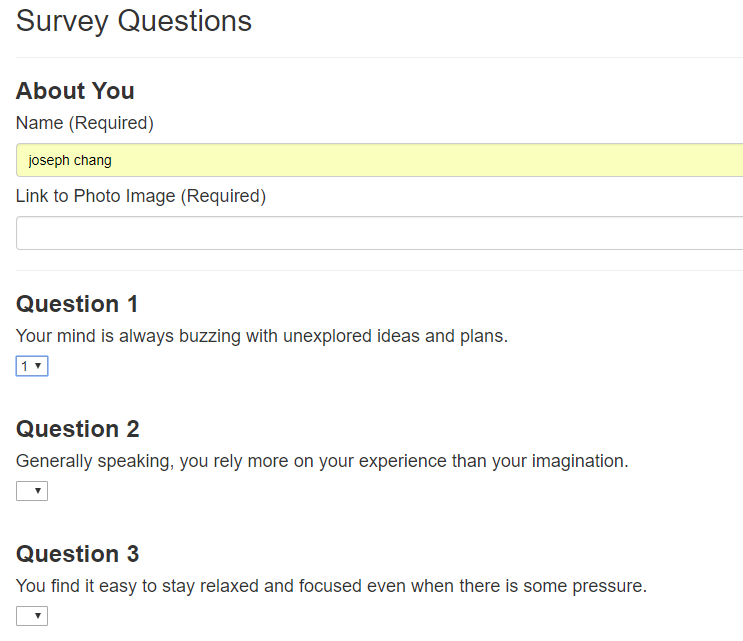 Survey Questions
About You
Name (Required)
joseph chang
Link to Photo Image (Required)
Question 1
Your mind is always buzzing with unexplored ideas and plans.
1
Question 2
Generally speaking, you rely more on your experience than your imagination.
Question 3
You find it easy to stay relaxed and focused even when there is some pressure.